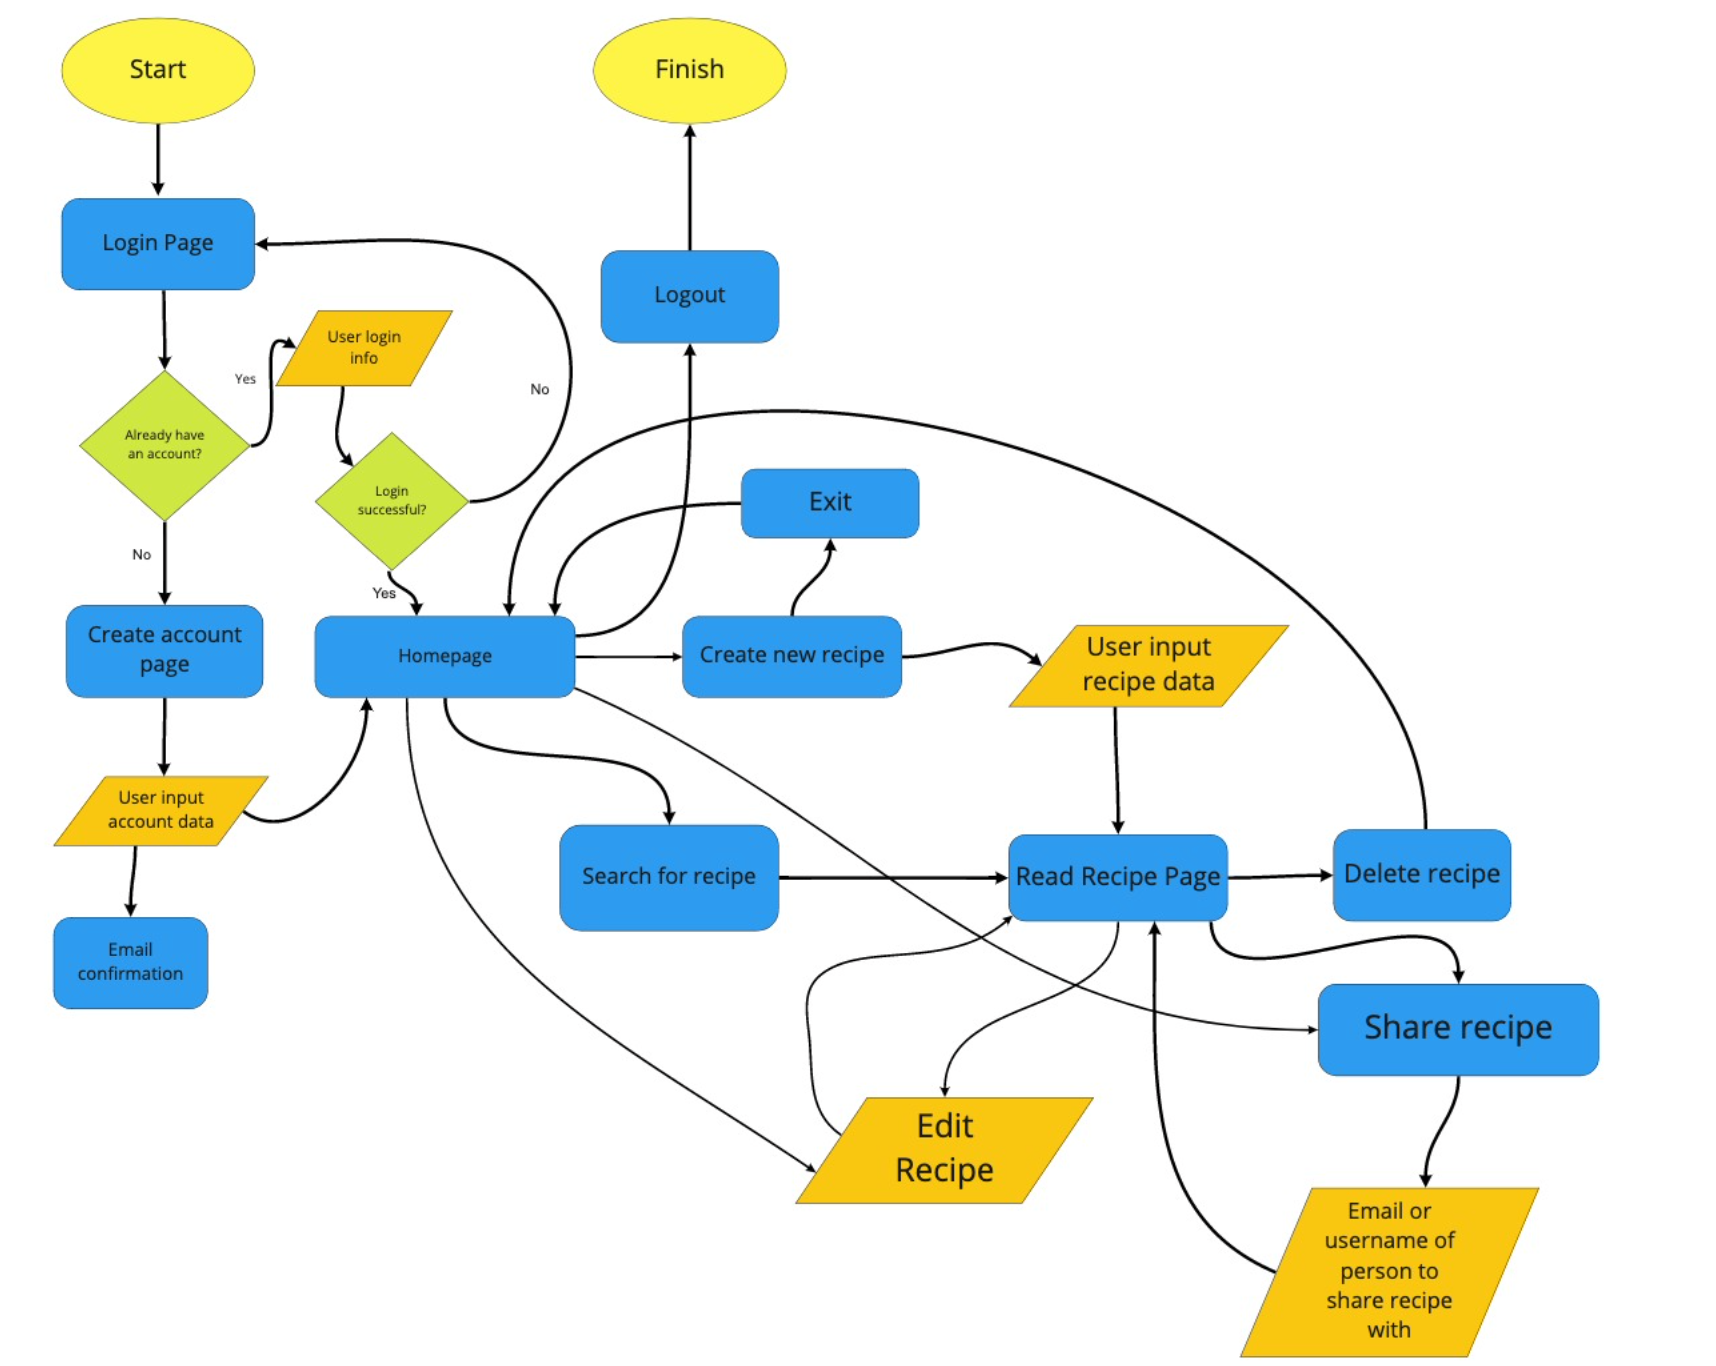 Start
Finish
Login Page
Logout
User login
info
Yes
No
Already have
an account?
Login
successful?
Exit
No
Yes
Create account
page
Homepage
Create new recipe
User input
recipe data
User input
account data
Search for recipe
Read Recipe Page
Delete recipe
Email
confirmation
Share recipe
Edit
Recipe
Email or
username of
person to
share recipe
with